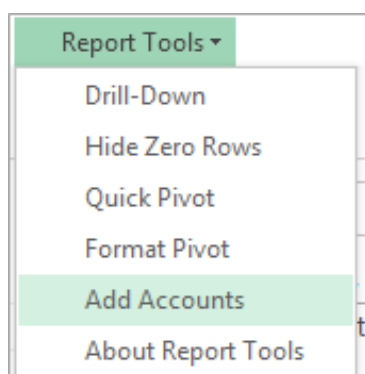 Report Tools
Drill-Down
Hide Zero Rows
Quick Pivot
Format Pivot
Add Accounts
t
About Report Tools